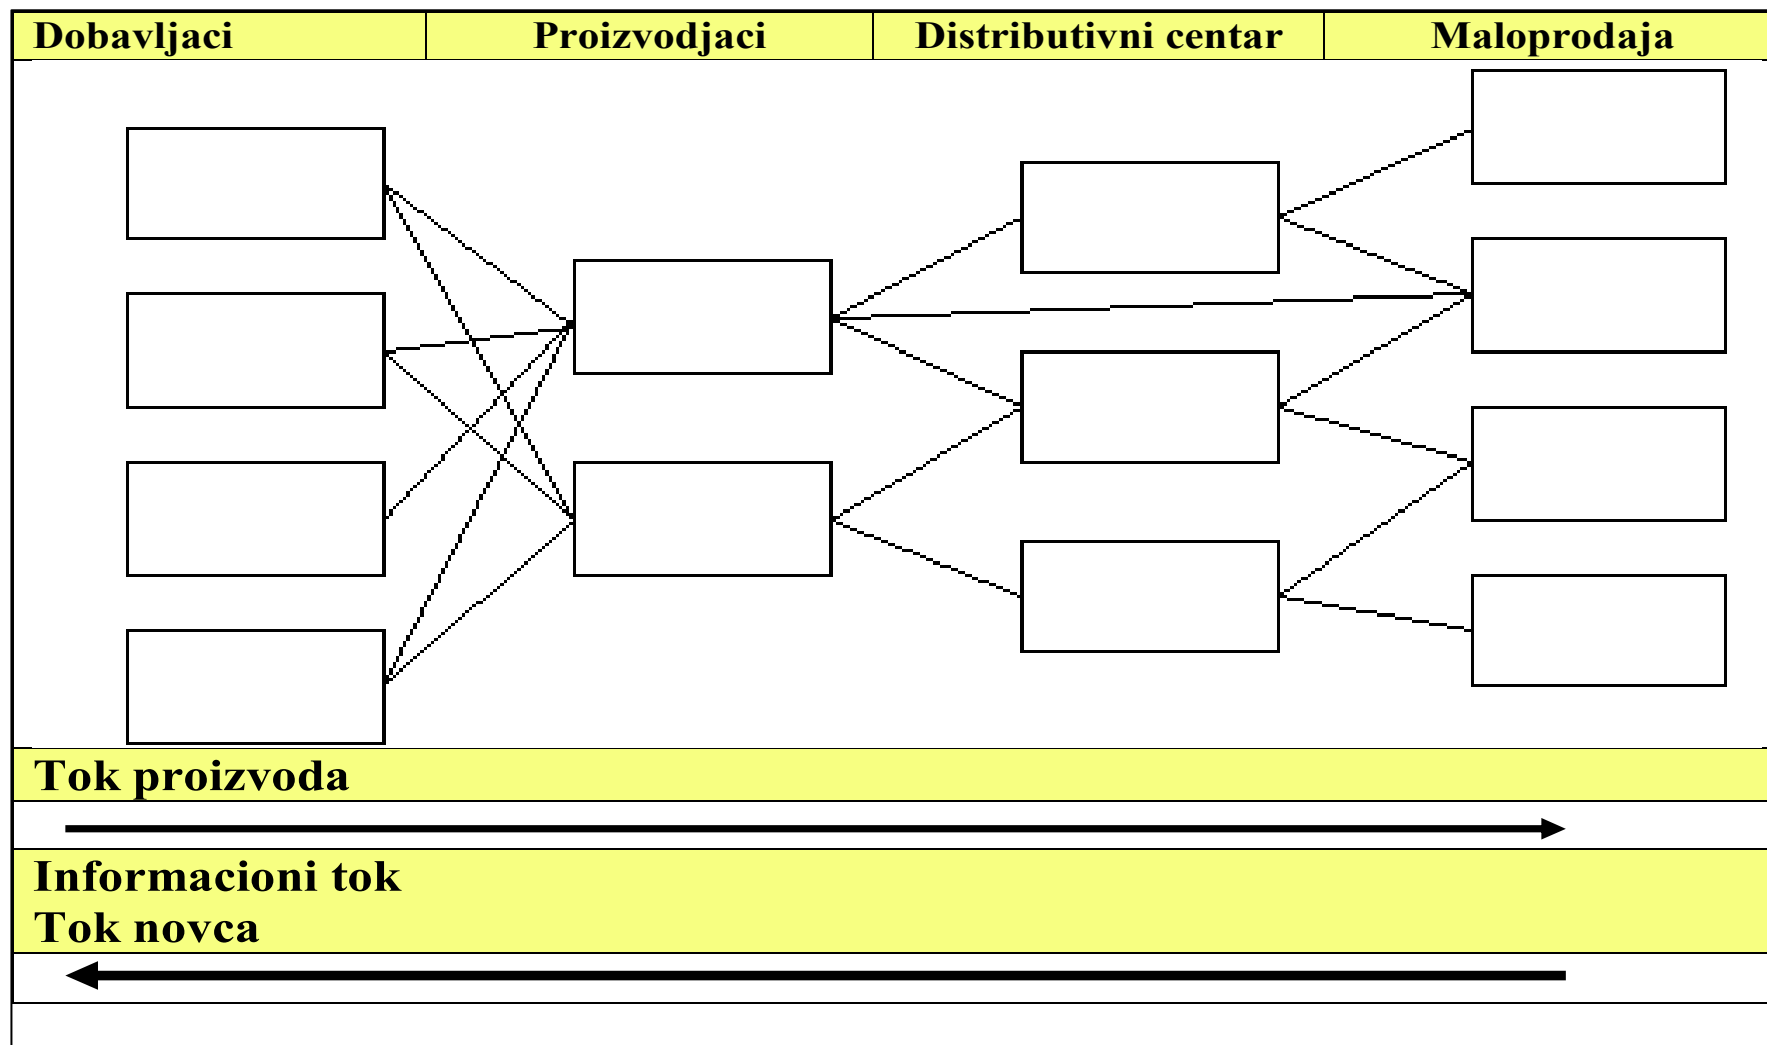 Dobavljaci
Proizvodjaci
Distributivni centar
Maloprodaja
Tok proizvoda
Informacioni tok
Tok novca